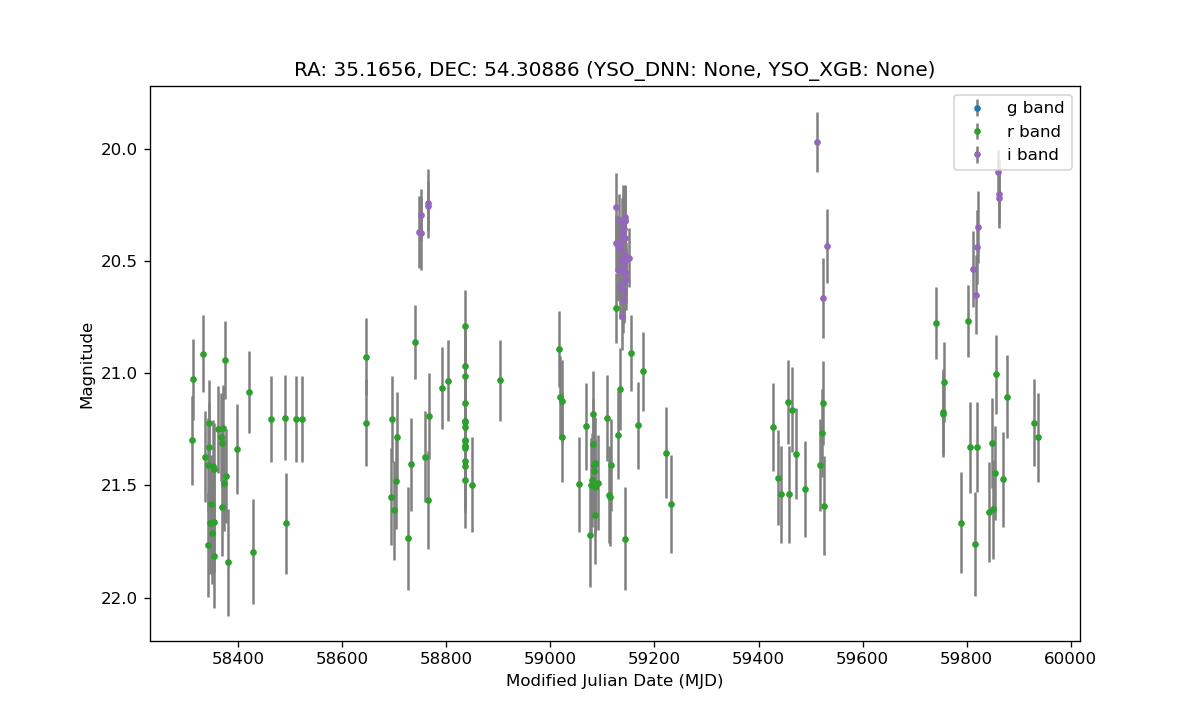 RA: 35.1656, DEC: 54.30886 (YSO_DNN: None, YSO_XGB: None)
g band
r band
i band
20.0
20.5
21.0
21.5
22.0
Magnitude
58400 58600 58800 59000 59200 59400 59600 59800 60000
Modified Julian Date (MJD)